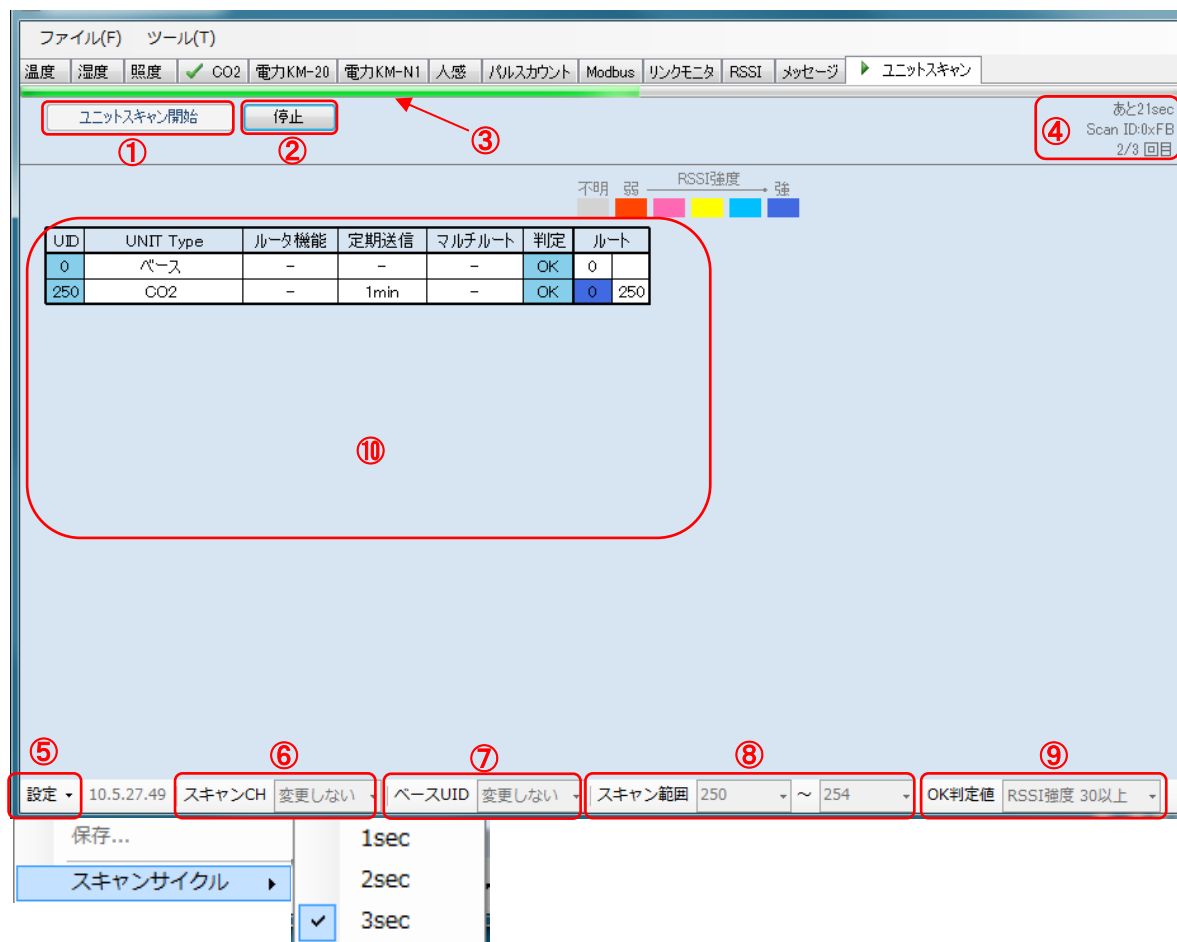 ファイル(F) ツール(T)
温度 湿度 照度 CO2 電力KM-20 電力KM-N1 人感 パルスカウント Modbus リンクモニタ RSSI メッセージ ユニットスキャン
ユニットスキャン開始 停止
あと21sec
Scan ID:0xFB
2/3 回目
① ② ③ ④
不明 弱 RSSI強度 強
UID UNIT Type ルータ機能 定期送信 マルチルート 判定 ルート
0 ベース - - - OK 0
250 CO2 - 1min - OK 0 250
⑩
⑤ ⑥ ⑦ ⑧ ⑨
設定 10.5.27.49 スキャンCH 変更しない ベースUID 変更しない スキャン範囲 250 ～ 254 OK判定値 RSSI強度 30以上
保存... 1sec
スキャンサイクル 2sec
3sec